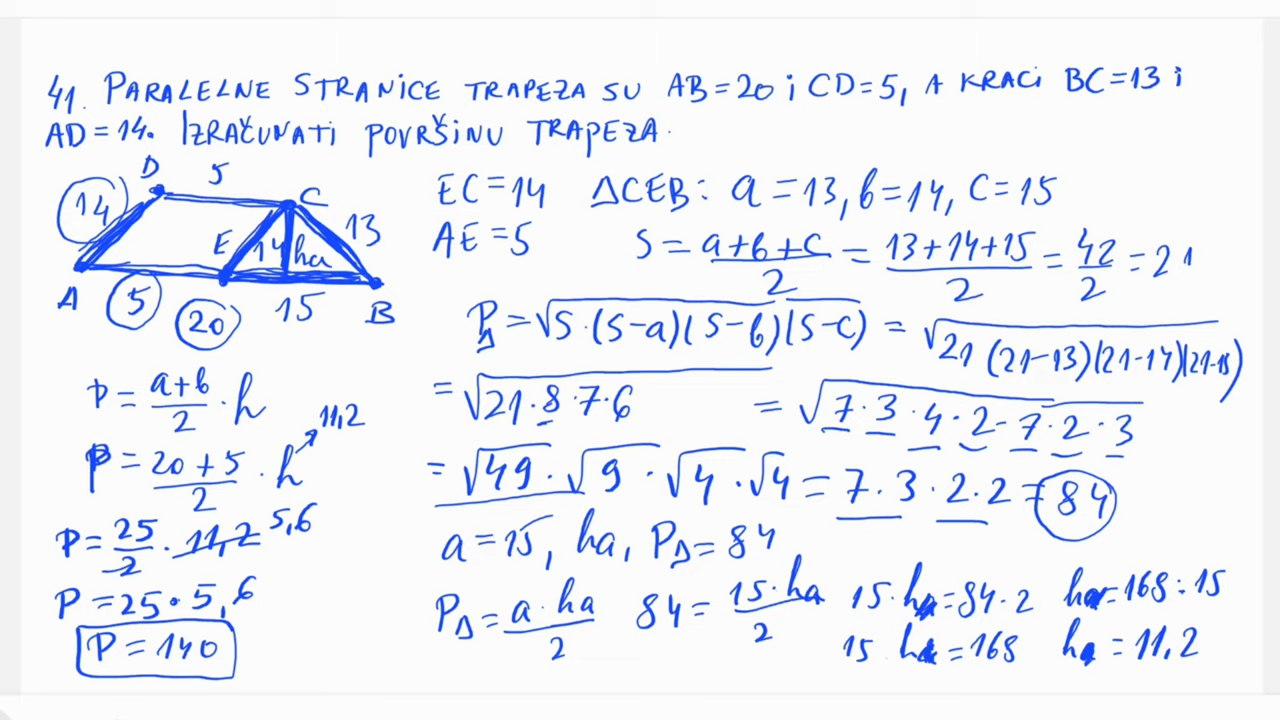 41. PARALELNE STRANICE TRAPEZA SU AB=20 i CD=5, A KRACI BC=13 i
AD=14. IZRAČUNATI POVRŠINU TRAPEZA.
D 5 C
14 13
E 14 ha
A 5 20 15 B
EC=14 ΔCEB: a=13, b=14, C=15
AE=5 S=(a+b+c)/2=(13+14+15)/2=42/2=21
PΔ=√S·(S-a)(S-b)(S-c)=√21(21-13)(21-14)(21-15)
=√21·8·7·6 =√7·3·4·2·7·2·3
=√49·√9·√4·√4=7·3·2·2=84
a=15, ha, PΔ=84
PΔ=(a·ha)/2 84=(15·ha)/2 15·ha=84·2 ha=168:15
15 ha=168 ha=11.2
P=(a+b)/2·h
P=(20+5)/2·h 11,2
P=25/2·11,2 5,6
P=25·5,6
P=140